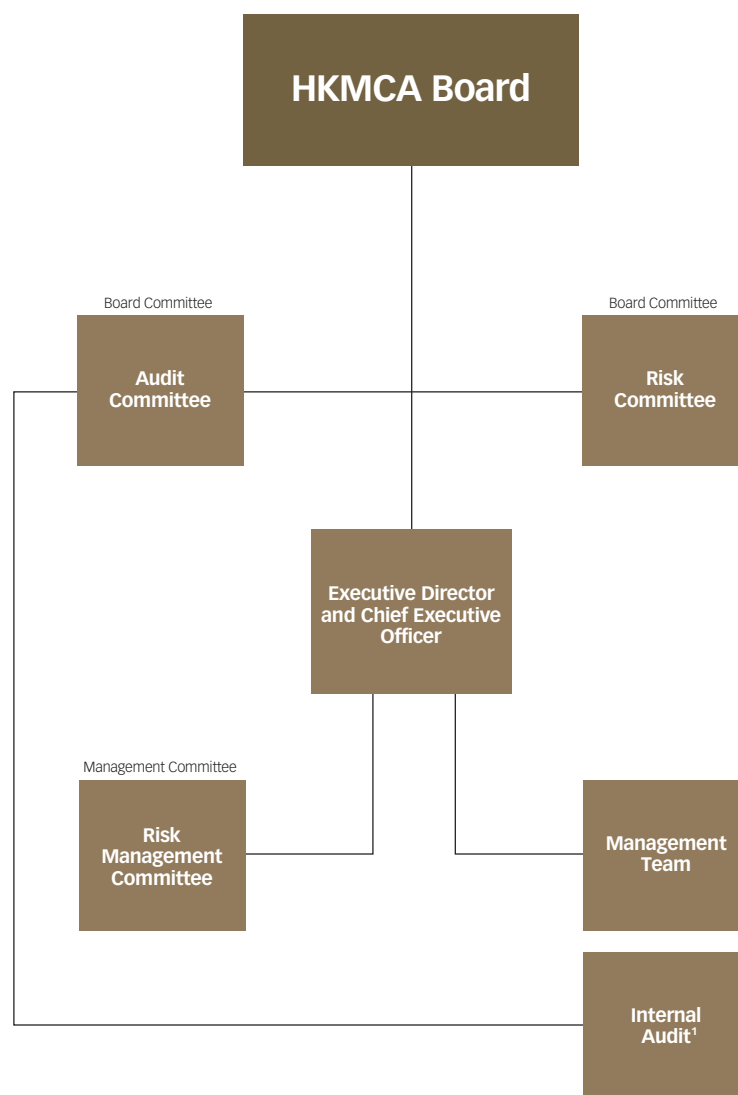 HKMCA Board
Board Committee
Audit
Committee
Board Committee
Risk
Committee
Executive Director
and Chief Executive
Officer
Management Committee
Risk
Management
Committee
Management
Team
Internal
Audit¹